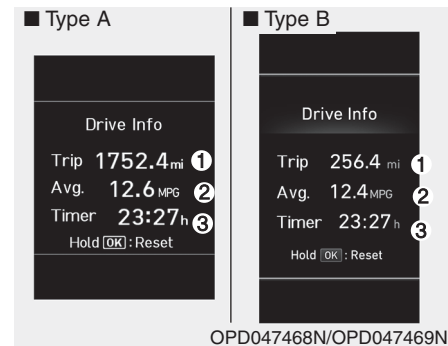 ■ Type A
Drive Info
Trip 1752.4 mi ①
Avg. 12.6 MPG ②
Timer 23:27 h ③
Hold OK : Reset
■ Type B
Drive Info
Trip 256.4 mi ①
Avg. 12.4 MPG ②
Timer 23:27 h ③
Hold OK : Reset
OPD047468N/OPD047469N